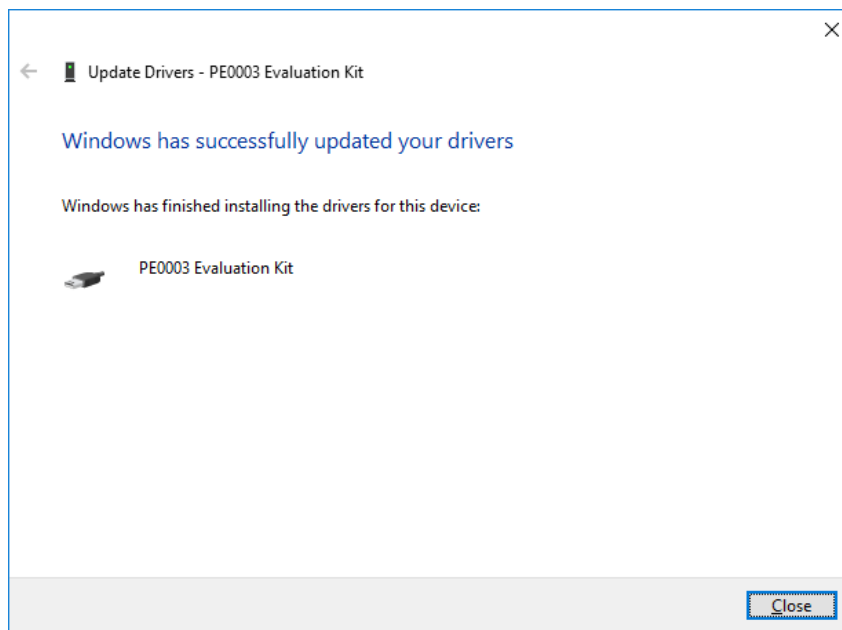 Update Drivers - PE0003 Evaluation Kit
Windows has successfully updated your drivers
Windows has finished installing the drivers for this device:
PE0003 Evaluation Kit
Close